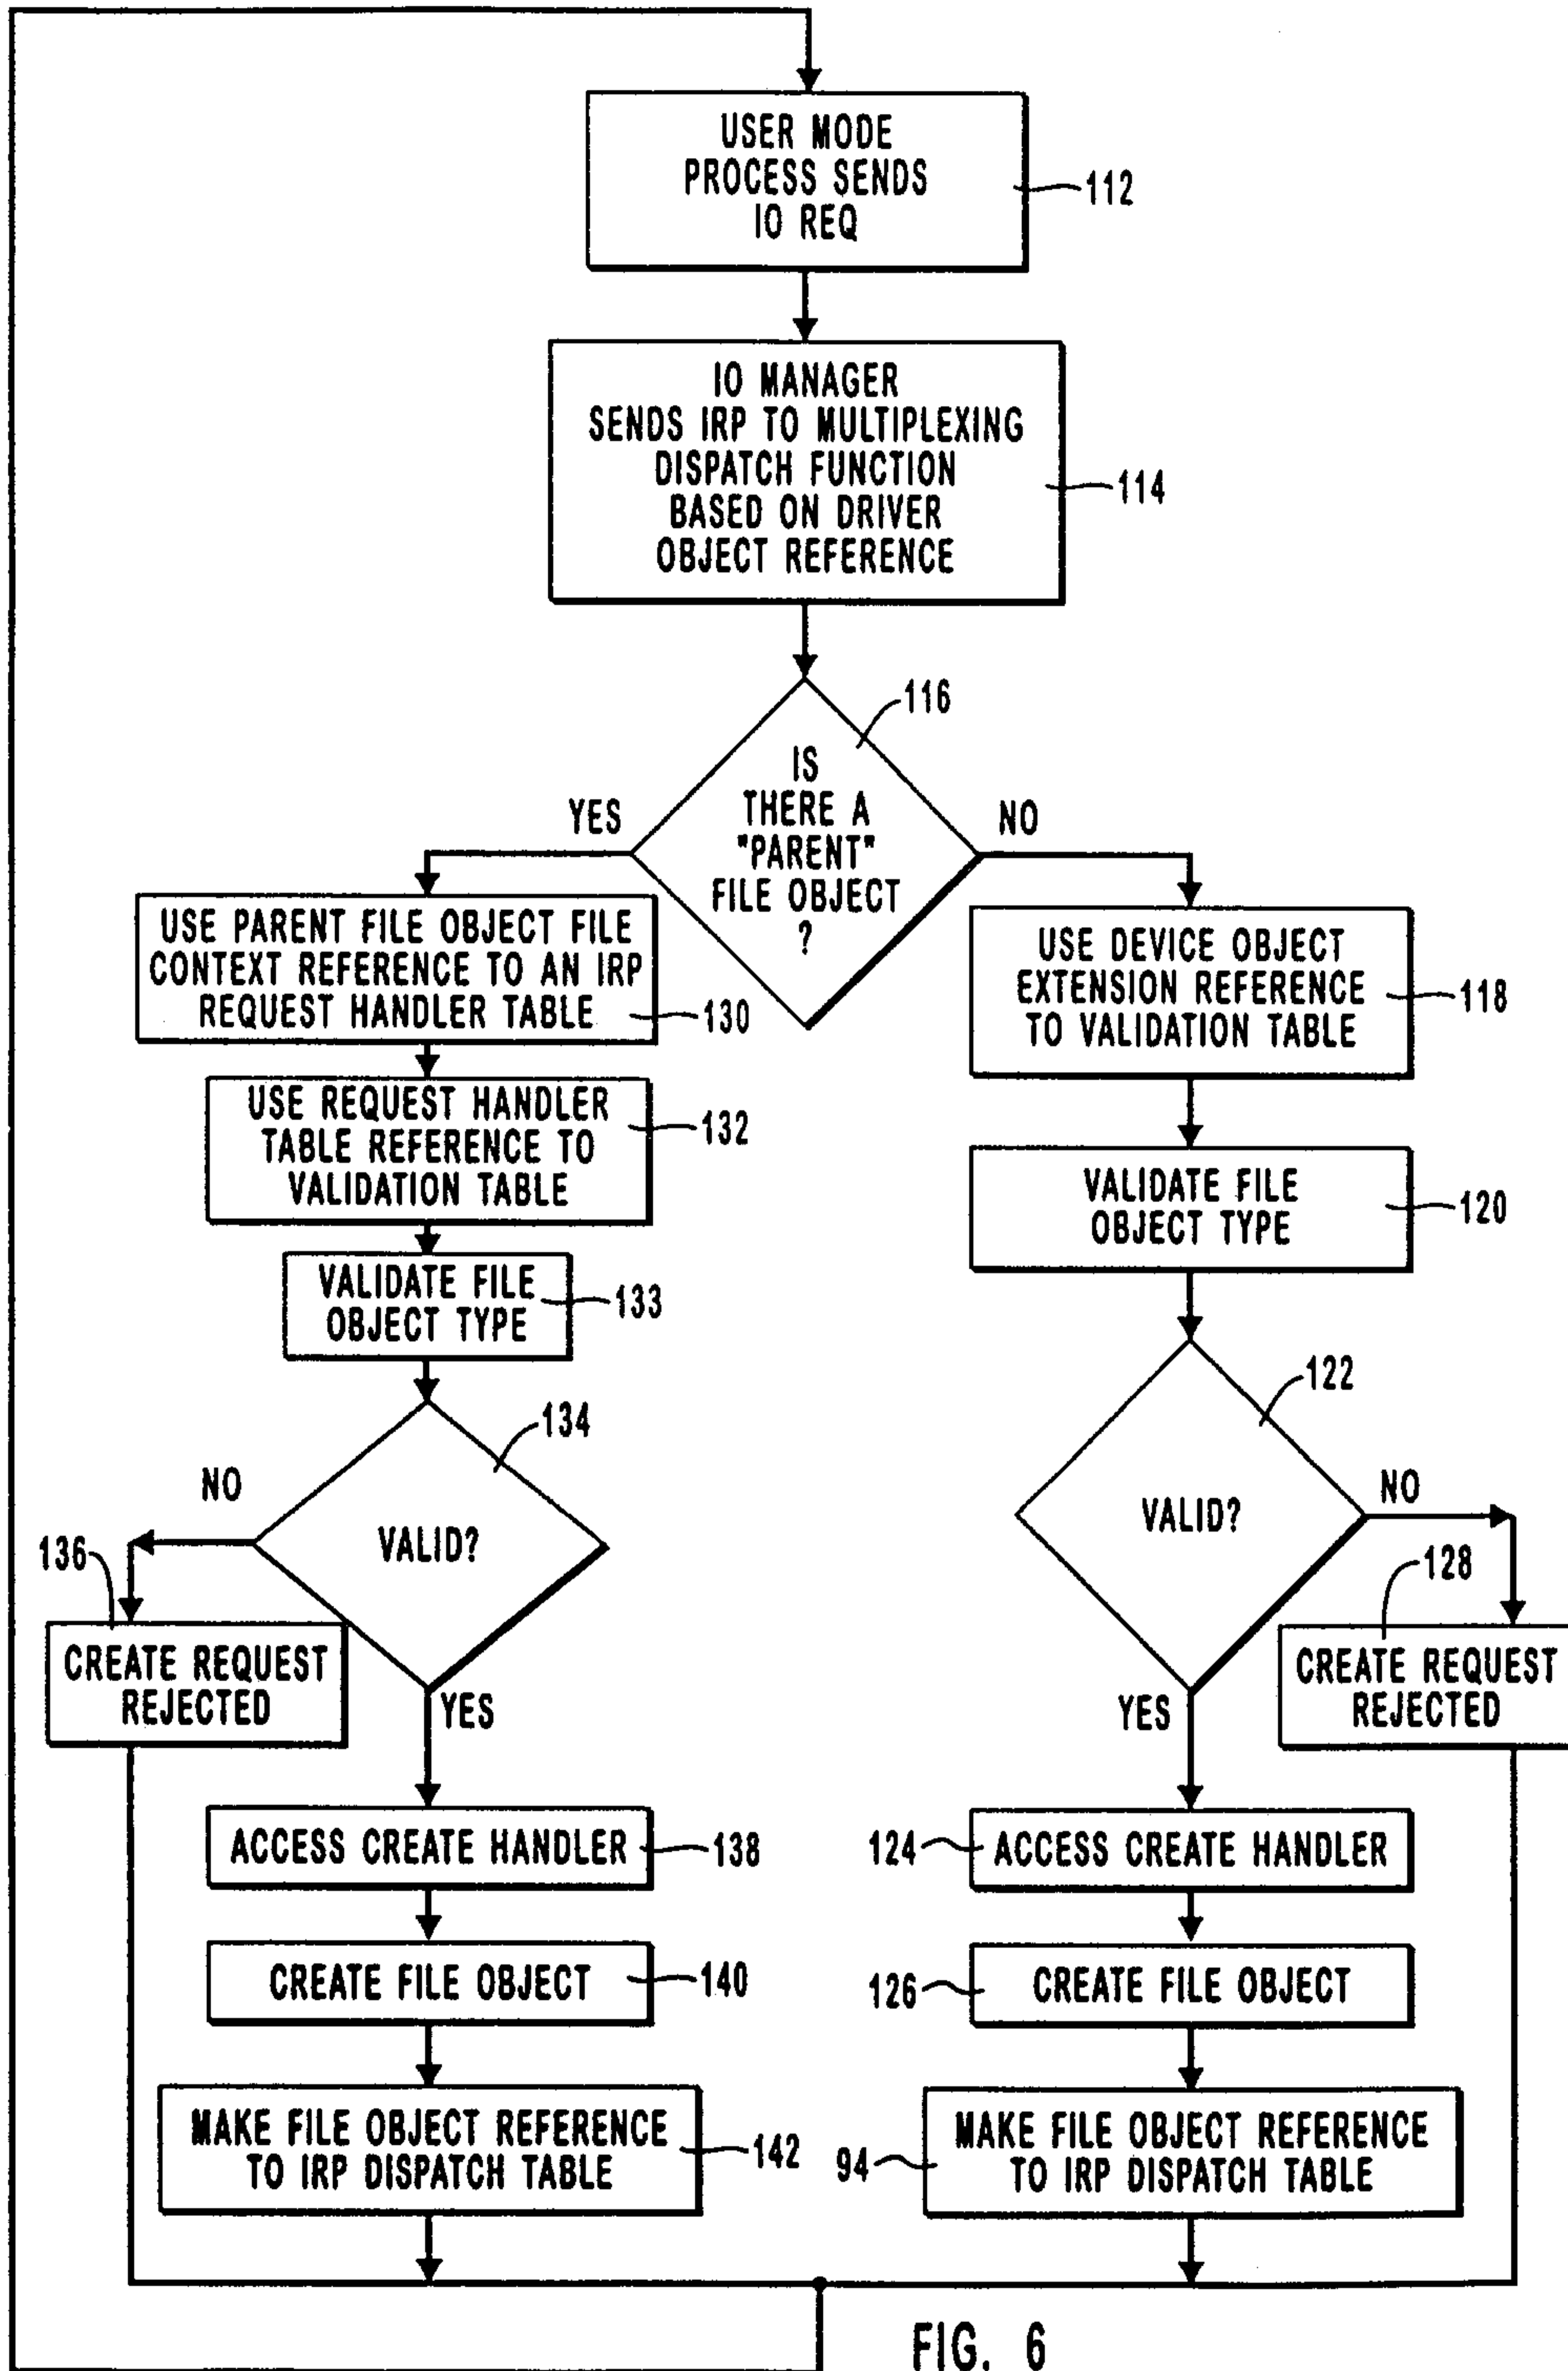 USER MODE
PROCESS SENDS
IO REQ
112
IO MANAGER
SENDS IRP TO MULTIPLEXING
DISPATCH FUNCTION
BASED ON DRIVER
OBJECT REFERENCE
114
116
IS
THERE A
"PARENT"
FILE OBJECT
?
YES
NO
USE PARENT FILE OBJECT FILE
CONTEXT REFERENCE TO AN IRP
REQUEST HANDLER TABLE
130
USE REQUEST HANDLER
TABLE REFERENCE TO
VALIDATION TABLE
132
VALIDATE FILE
OBJECT TYPE
133
134
VALID?
NO
136
CREATE REQUEST
REJECTED
YES
ACCESS CREATE HANDLER
138
CREATE FILE OBJECT
140
MAKE FILE OBJECT REFERENCE
TO IRP DISPATCH TABLE
142
USE DEVICE OBJECT
EXTENSION REFERENCE
TO VALIDATION TABLE
118
VALIDATE FILE
OBJECT TYPE
120
122
VALID?
NO
128
CREATE REQUEST
REJECTED
YES
124
ACCESS CREATE HANDLER
126
CREATE FILE OBJECT
94
MAKE FILE OBJECT REFERENCE
TO IRP DISPATCH TABLE
FIG. 6